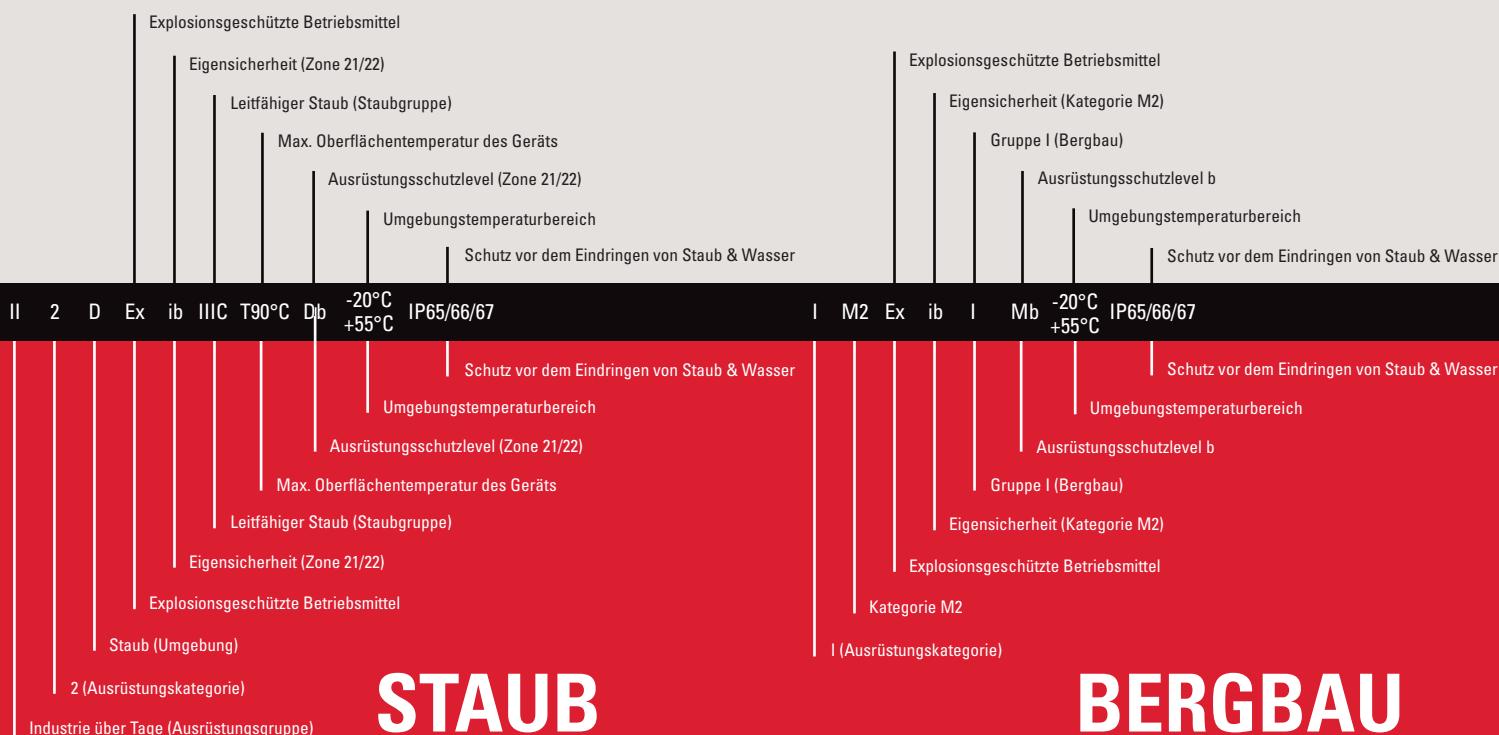 Explosionsgeschützte Betriebsmittel
Eigensicherheit (Zone 21/22)
Leitfähiger Staub (Staubgruppe)
Max. Oberflächentemperatur des Geräts
Ausrüstungsschutzlevel (Zone 21/22)
Umgebungstemperaturbereich
Schutz vor dem Eindringen von Staub & Wasser
II 2 D Ex ib IIIC T90°C Db -20°C +55°C IP65/66/67
Schutz vor dem Eindringen von Staub & Wasser
Umgebungstemperaturbereich
Ausrüstungsschutzlevel (Zone 21/22)
Max. Oberflächentemperatur des Geräts
Leitfähiger Staub (Staubgruppe)
Eigensicherheit (Zone 21/22)
Explosionsgeschützte Betriebsmittel
Staub (Umgebung)
2 (Ausrüstungskategorie)
Industrie über Tage (Ausrüstungsgruppe)
STAUB
Explosionsgeschützte Betriebsmittel
Eigensicherheit (Kategorie M2)
Gruppe I (Bergbau)
Ausrüstungsschutzlevel b
Umgebungstemperaturbereich
Schutz vor dem Eindringen von Staub & Wasser
I M2 Ex ib I Mb -20°C +55°C IP65/66/67
Schutz vor dem Eindringen von Staub & Wasser
Umgebungstemperaturbereich
Ausrüstungsschutzlevel b
Gruppe I (Bergbau)
Eigensicherheit (Kategorie M2)
Explosionsgeschützte Betriebsmittel
Kategorie M2
I (Ausrüstungskategorie)
BERGBAU